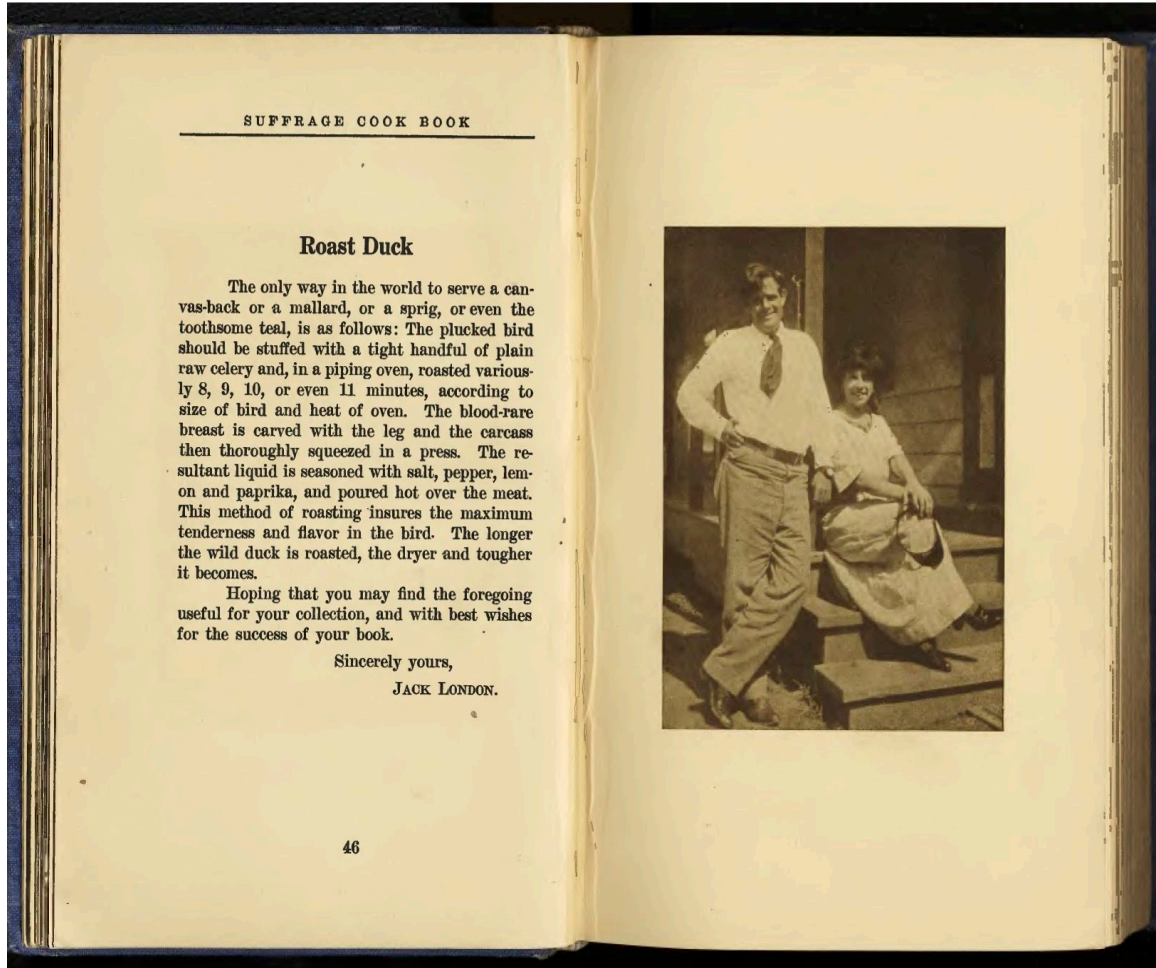 SUFFRAGE COOK BOOK
Roast Duck
The only way in the world to serve a can-
vas-back or a mallard, or a sprig, or even the
toothsome teal, is as follows: The plucked bird
should be stuffed with a tight handful of plain
raw celery and, in a piping oven, roasted various-
ly 8, 9, 10, or even 11 minutes, according to
size of bird and heat of oven. The blood-rare
breast is carved with the leg and the carcass
then thoroughly squeezed in a press. The re-
sultant liquid is seasoned with salt, pepper, lem-
on and paprika, and poured hot over the meat.
This method of roasting insures the maximum
tenderness and flavor in the bird. The longer
the wild duck is roasted, the dryer and tougher
it becomes.
Hoping that you may find the foregoing
useful for your collection, and with best wishes
for the success of your book.
Sincerely yours,
JACK LONDON.
46